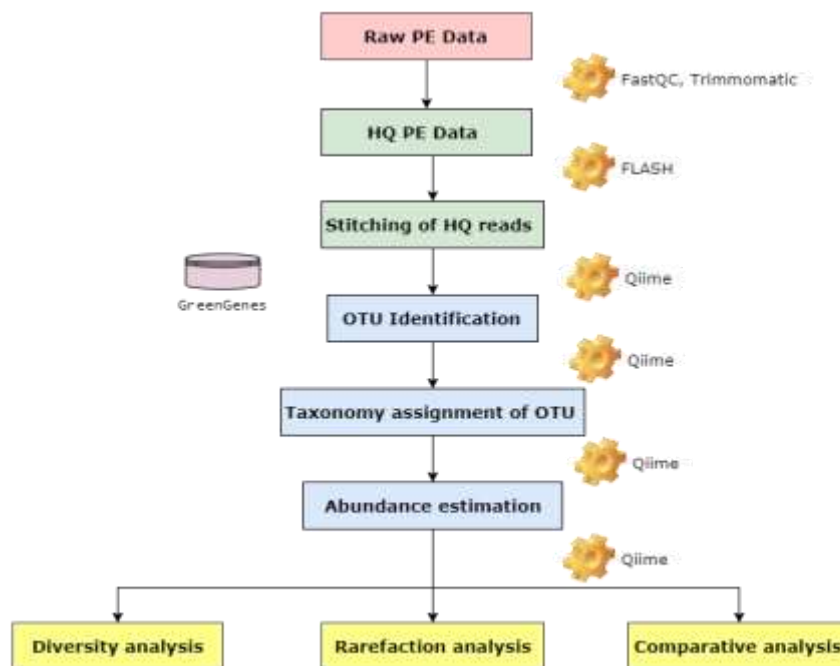 Raw PE Data
FastQC, Trimmomatic
HQ PE Data
FLASH
Stitching of HQ reads
GreenGenes
Qiime
OTU Identification
Qiime
Taxonomy assignment of OTU
Qiime
Abundance estimation
Qiime
Diversity analysis
Rarefaction analysis
Comparative analysis